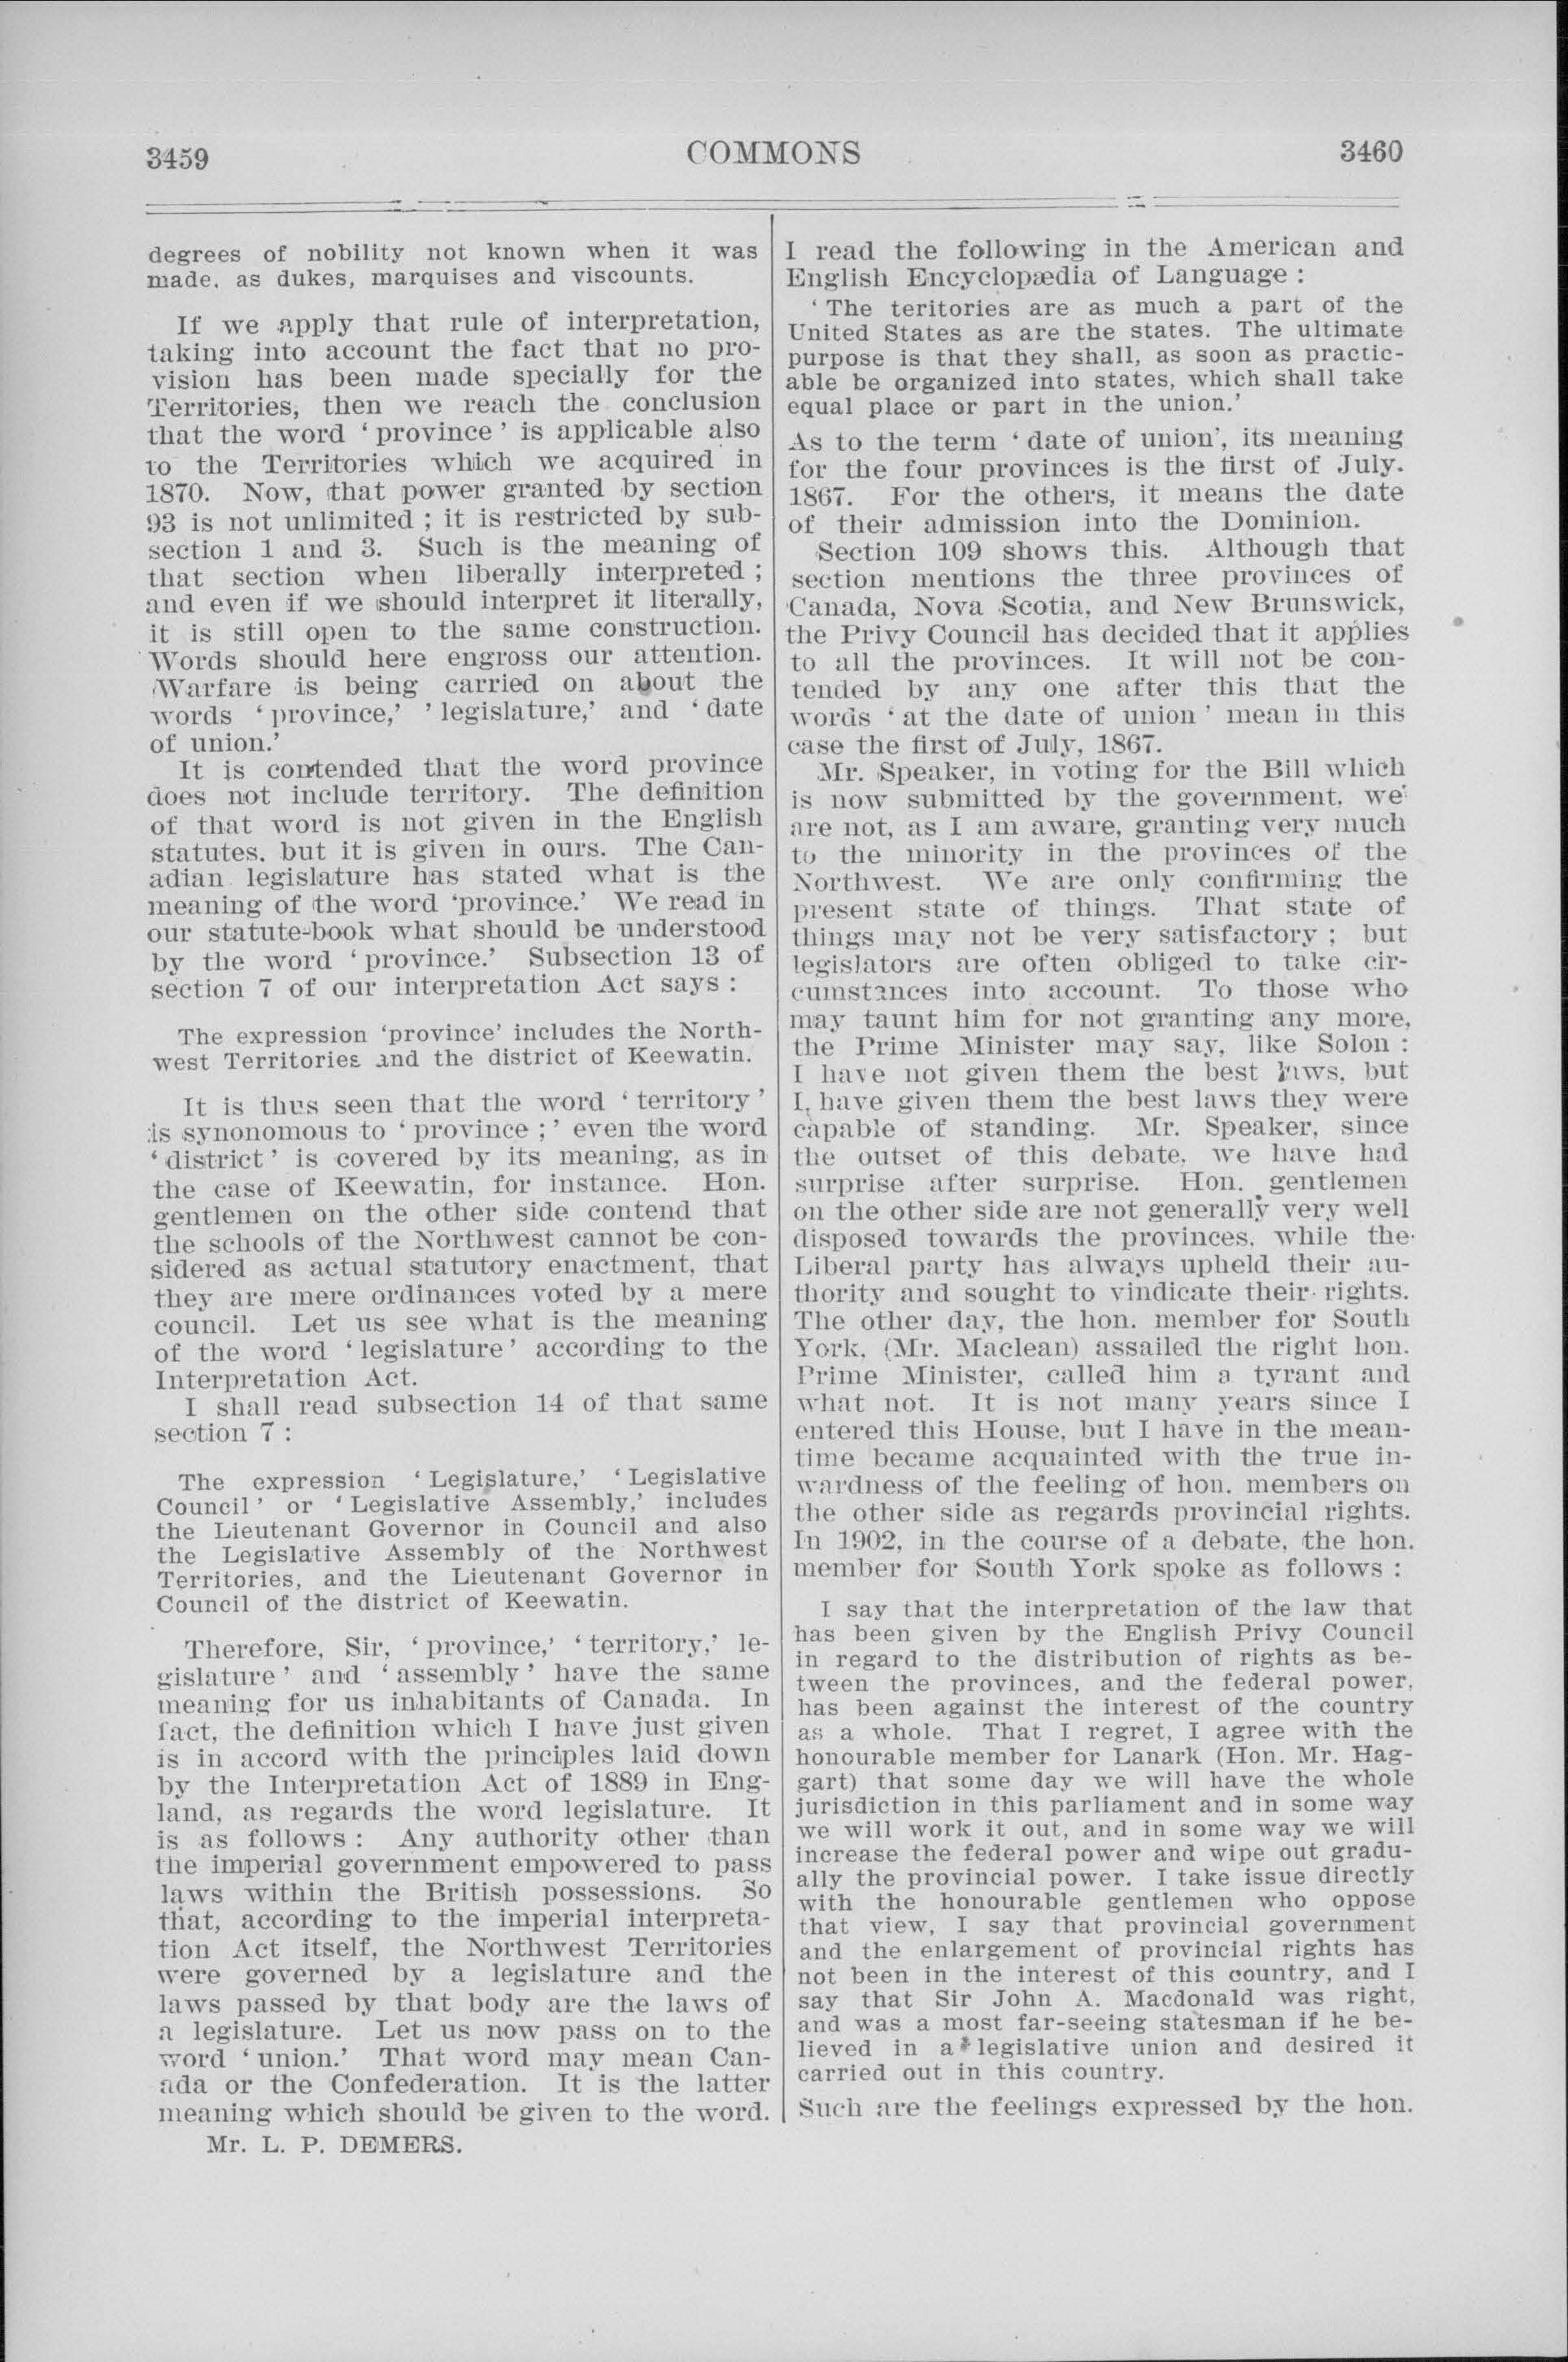 3459
COMMONS
3460
degrees of nobility not known when it was
made, as dukes, marquises and viscounts.
If we apply that rule of interpretation,
taking into account the fact that no pro-
vision has been made specially for the
Territories, then we reach the conclusion
that the word ‘ province ’ is applicable also
to the Territories which we acquired in
1870. Now, that power granted by section
93 is not unlimited ; it is restricted by sub-
section 1 and 3. Such is the meaning of
that section when liberally interpreted ;
and even if we should interpret it literally,
it is still open to the same construction.
Words should here engross our attention.
Warfare is being carried on about the
words ‘ province,’ ’ legislature,’ and ‘ date
of union.’
It is contended that the word province
does not include territory. The definition
of that word is not given in the English
statutes, but it is given in ours. The Can-
adian legislature has stated what is the
meaning of the word ‘province.’ We read in
our statute-book what should be understood
by the word ‘ province.’ Subsection 13 of
section 7 of our interpretation Act says :
The expression ‘province’ includes the North-
west Territories and the district of Keewatin.
It is thus seen that the word ‘ territory ’
is synonomous to ‘ province ; ’ even the word
‘ district ’ is covered by its meaning, as in
the case of Keewatin, for instance. Hon.
gentlemen on the other side contend that
the schools of the Northwest cannot be con-
sidered as actual statutory enactment, that
they are mere ordinances voted by a mere
council. Let us see what is the meaning
of the word ‘ legislature ’ according to the
Interpretation Act.
I shall read subsection 14 of that same
section 7 :
The expression ‘ Legislature,’ ‘ Legislative
Council ’ or ‘ Legislative Assembly,’ includes
the Lieutenant Governor in Council and also
the Legislative Assembly of the Northwest
Territories, and the Lieutenant Governor in
Council of the district of Keewatin.
Therefore, Sir, ‘ province,’ ‘ territory,’ le-
gislature ’ and ‘ assembly ’ have the same
meaning for us inhabitants of Canada. In
fact, the definition which I have just given
is in accord with the principles laid down
by the Interpretation Act of 1889 in Eng-
land, as regards the word legislature. It
is as follows : Any authority other than
the imperial government empowered to pass
laws within the British possessions. So
that, according to the imperial interpreta-
tion Act itself, the Northwest Territories
were governed by a legislature and the
laws passed by that body are the laws of
a legislature. Let us now pass on to the
word ‘ union.’ That word may mean Can-
ada or the Confederation. It is the latter
meaning which should be given to the word.
Mr. L. P. DEMERS.
I read the following in the American and
English Encyclopædia of Language :
‘ The teritories are as much a part of the
United States as are the states. The ultimate
purpose is that they shall, as soon as practic-
able be organized into states, which shall take
equal place or part in the union.’
As to the term ‘ date of union’, its meaning
for the four provinces is the first of July.
1867. For the others, it means the date
of their admission into the Dominion.
Section 109 shows this. Although that
section mentions the three provinces of
Canada, Nova Scotia, and New Brunswick,
the Privy Council has decided that it applies
to all the provinces. It will not be con-
tended by any one after this that the
words ‘ at the date of union ’ mean in this
case the first of July, 1867.
Mr. Speaker, in voting for the Bill which
is now submitted by the government, we
are not, as I am aware, granting very much
to the minority in the provinces of the
Northwest. We are only confirming the
present state of things. That state of
things may not be very satisfactory ; but
legislators are often obliged to take cir-
cumstances into account. To those who
may taunt him for not granting any more,
the Prime Minister may say, like Solon :
I have not given them the best laws, but
I have given them the best laws they were
capable of standing. Mr. Speaker, since
the outset of this debate, we have had
surprise after surprise. Hon. gentlemen
on the other side are not generally very well
disposed towards the provinces, while the
Liberal party has always upheld their au-
thority and sought to vindicate their rights.
The other day, the hon. member for South
York, (Mr. Maclean) assailed the right hon.
Prime Minister, called him a tyrant and
what not. It is not many years since I
entered this House, but I have in the mean-
time became acquainted with the true in-
wardness of the feeling of hon. members on
the other side as regards provincial rights.
In 1902, in the course of a debate, the hon.
member for South York spoke as follows :
I say that the interpretation of the law that
has been given by the English Privy Council
in regard to the distribution of rights as be-
tween the provinces, and the federal power,
has been against the interest of the country
as a whole. That I regret, I agree with the
honourable member for Lanark (Hon. Mr. Hag-
gart) that some day we will have the whole
jurisdiction in this parliament and in some way
we will work it out, and in some way we will
increase the federal power and wipe out gradu-
ally the provincial power. I take issue directly
with the honourable gentlemen who oppose
that view, I say that provincial government
and the enlargement of provincial rights has
not been in the interest of this country, and I
say that Sir John A. Macdonald was right,
and was a most far-seeing statesman if he be-
lieved in a legislative union and desired it
carried out in this country.
Such are the feelings expressed by the hon.